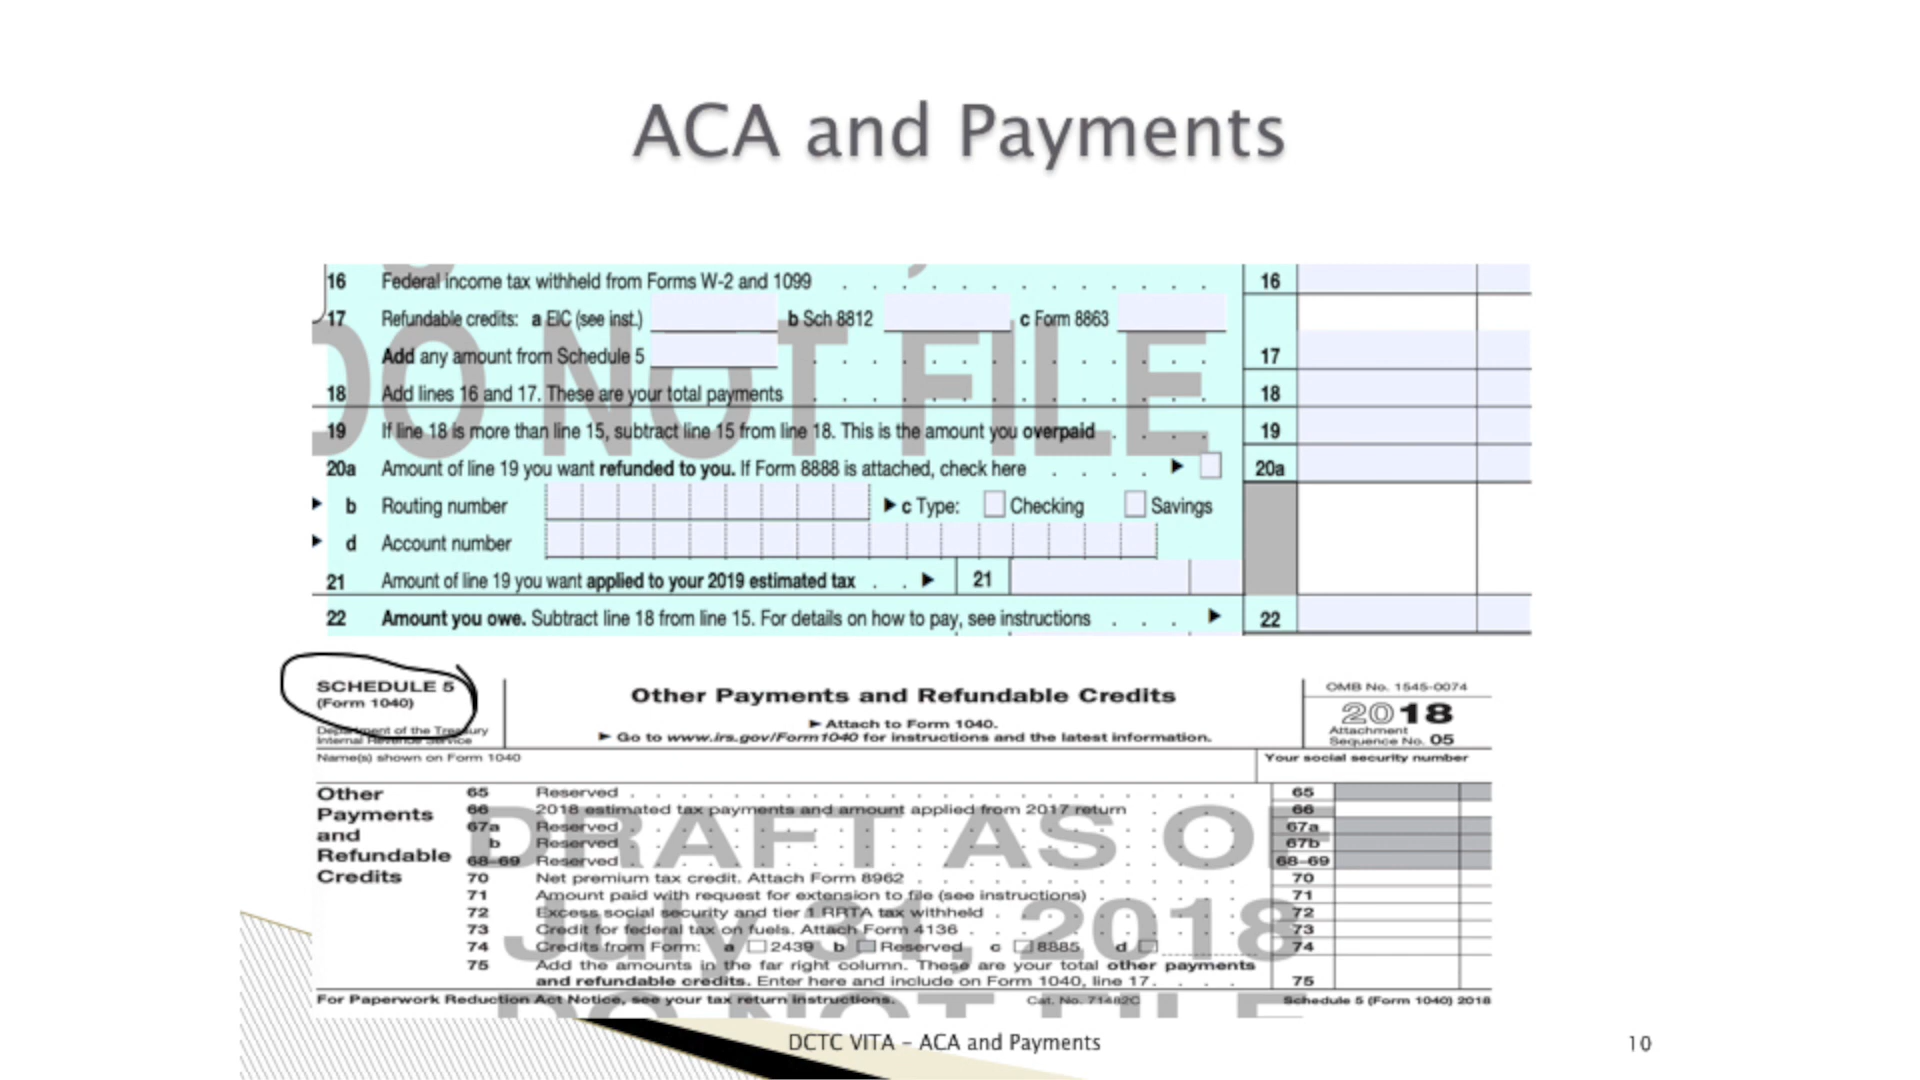 ACA and Payments
16 Federal income tax withheld from Forms W-2 and 1099 16
17 Refundable credits: a EIC (see inst.) b Sch 8812 c Form 8863
Add any amount from Schedule 5 17
18 Add lines 16 and 17. These are your total payments 18
19 If line 18 is more than line 15, subtract line 15 from line 18. This is the amount you overpaid 19
20a Amount of line 19 you want refunded to you. If Form 8888 is attached, check here 20a
b Routing number c Type: Checking Savings
d Account number
21 Amount of line 19 you want applied to your 2019 estimated tax 21
22 Amount you owe. Subtract line 18 from line 15. For details on how to pay, see instructions 22
DO NOT FILE
SCHEDULE 5
(Form 1040)
Department of the Treasury
Internal Revenue Service
Other Payments and Refundable Credits
► Attach to Form 1040.
► Go to www.irs.gov/Form1040 for instructions and the latest information.
OMB No. 1545-0074
2018
Attachment
Sequence No. 05
Name(s) shown on Form 1040 Your social security number
Other
Payments
and
Refundable
Credits
65 Reserved 65
66 2018 estimated tax payments and amount applied from 2017 return 66
67a Reserved 67a
b Reserved 67b
68–69 Reserved 68–69
70 Net premium tax credit. Attach Form 8962 70
71 Amount paid with request for extension to file (see instructions) 71
72 Excess social security and tier 1 RRTA tax withheld 72
73 Credit for federal tax on fuels. Attach Form 4136 73
74 Credits from Form: a 2439 b Reserved c 8885 d 74
75 Add the amounts in the far right column. These are your total other payments
and refundable credits. Enter here and include on Form 1040, line 17 75
DRAFT AS OF
July 31, 2018
DO NOT FILE
For Paperwork Reduction Act Notice, see your tax return instructions. Cat. No. 71482C Schedule 5 (Form 1040) 2018
DCTC VITA – ACA and Payments 10